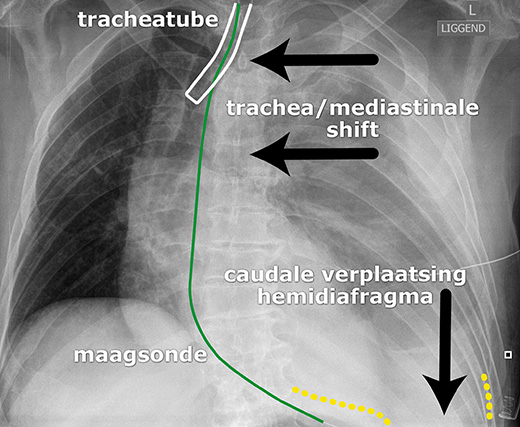 tracheatube
L
LIGGEND
trachea/mediastinale
shift
caudale verplaatsing
hemidiafragma
maagsonde